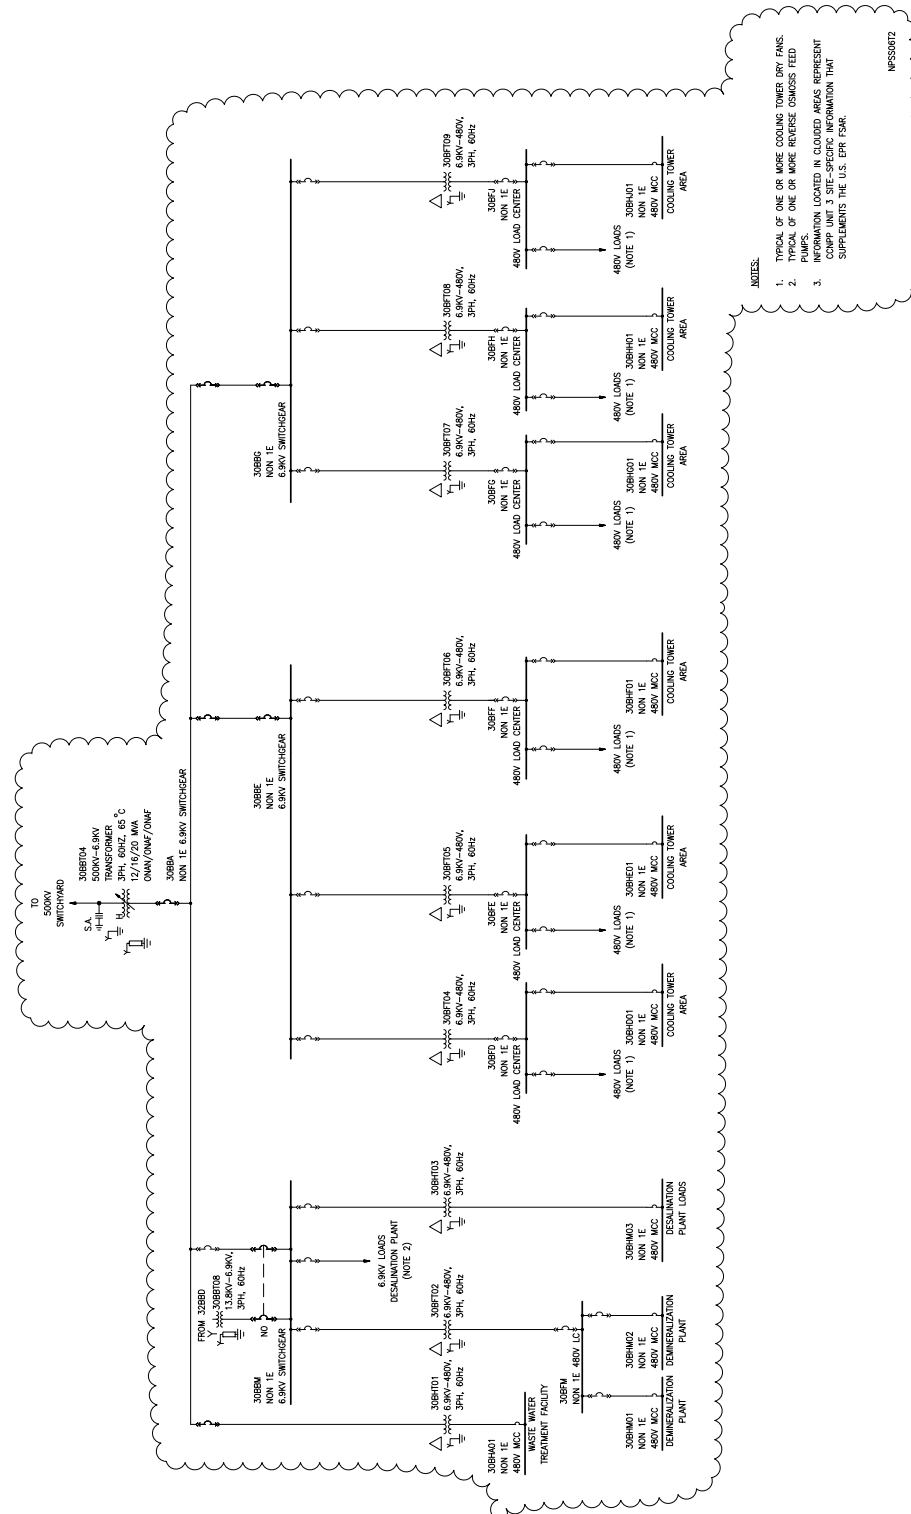 TO
500KV
SWITCHYARD
S.A.
H
Y
Y
30BBT04
500KV-6.9KV
TRANSFORMER
3PH, 60HZ, 65°C
12/16/20 MVA
ONAN/ONAF/ONAF
30BBA
NON 1E 6.9KV SWITCHGEAR
FROM 32BBD
Y
Y
30BBT08
13.8KV-6.9KV,
3PH, 60Hz
NO
30BBM
NON 1E
6.9KV SWITCHGEAR
30BBE
NON 1E
6.9KV SWITCHGEAR
30BBG
NON 1E
6.9KV SWITCHGEAR
6.9KV LOADS
DESALINATION PLANT
(NOTE 2)
30BHT01
6.9KV-480V,
3PH, 60Hz
Y
30BFT02
6.9KV-480V,
3PH, 60Hz
Y
30BHT03
6.9KV-480V,
3PH, 60Hz
Y
30BFT04
6.9KV-480V,
3PH, 60Hz
Y
30BFT05
6.9KV-480V,
3PH, 60Hz
Y
30BFT06
6.9KV-480V,
3PH, 60Hz
Y
30BFT07
6.9KV-480V,
3PH, 60Hz
Y
30BFT08
6.9KV-480V,
3PH, 60Hz
Y
30BFT09
6.9KV-480V,
3PH, 60Hz
Y
30BHA01
NON 1E
480V MCC
WASTE WATER
TREATMENT FACILITY
30BFM
NON 1E 480V LC
30BFD
NON 1E
480V LOAD CENTER
30BFE
NON 1E
480V LOAD CENTER
30BFF
NON 1E
480V LOAD CENTER
30BFG
NON 1E
480V LOAD CENTER
30BFH
NON 1E
480V LOAD CENTER
30BFJ
NON 1E
480V LOAD CENTER
30BHM01
NON 1E
480V MCC
DEMINERALIZATION
PLANT
30BHM02
NON 1E
480V MCC
DEMINERALIZATION
PLANT
30BHM03
NON 1E
480V MCC
DESALINATION
PLANT LOADS
480V LOADS
(NOTE 1)
30BHD01
NON 1E
480V MCC
COOLING TOWER
AREA
480V LOADS
(NOTE 1)
30BHE01
NON 1E
480V MCC
COOLING TOWER
AREA
480V LOADS
(NOTE 1)
30BHF01
NON 1E
480V MCC
COOLING TOWER
AREA
480V LOADS
(NOTE 1)
30BHG01
NON 1E
480V MCC
COOLING TOWER
AREA
480V LOADS
(NOTE 1)
30BHH01
NON 1E
480V MCC
COOLING TOWER
AREA
480V LOADS
(NOTE 1)
30BHJ01
NON 1E
480V MCC
COOLING TOWER
AREA
NOTES:
1. TYPICAL OF ONE OR MORE COOLING TOWER DRY FANS.
2. TYPICAL OF ONE OR MORE REVERSE OSMOSIS FEED
PUMPS.
3. INFORMATION LOCATED IN CLOUDED AREAS REPRESENT
CCNPP UNIT 3 SITE-SPECIFIC INFORMATION THAT
SUPPLEMENTS THE U.S. EPR FSAR.
NPSS06T2